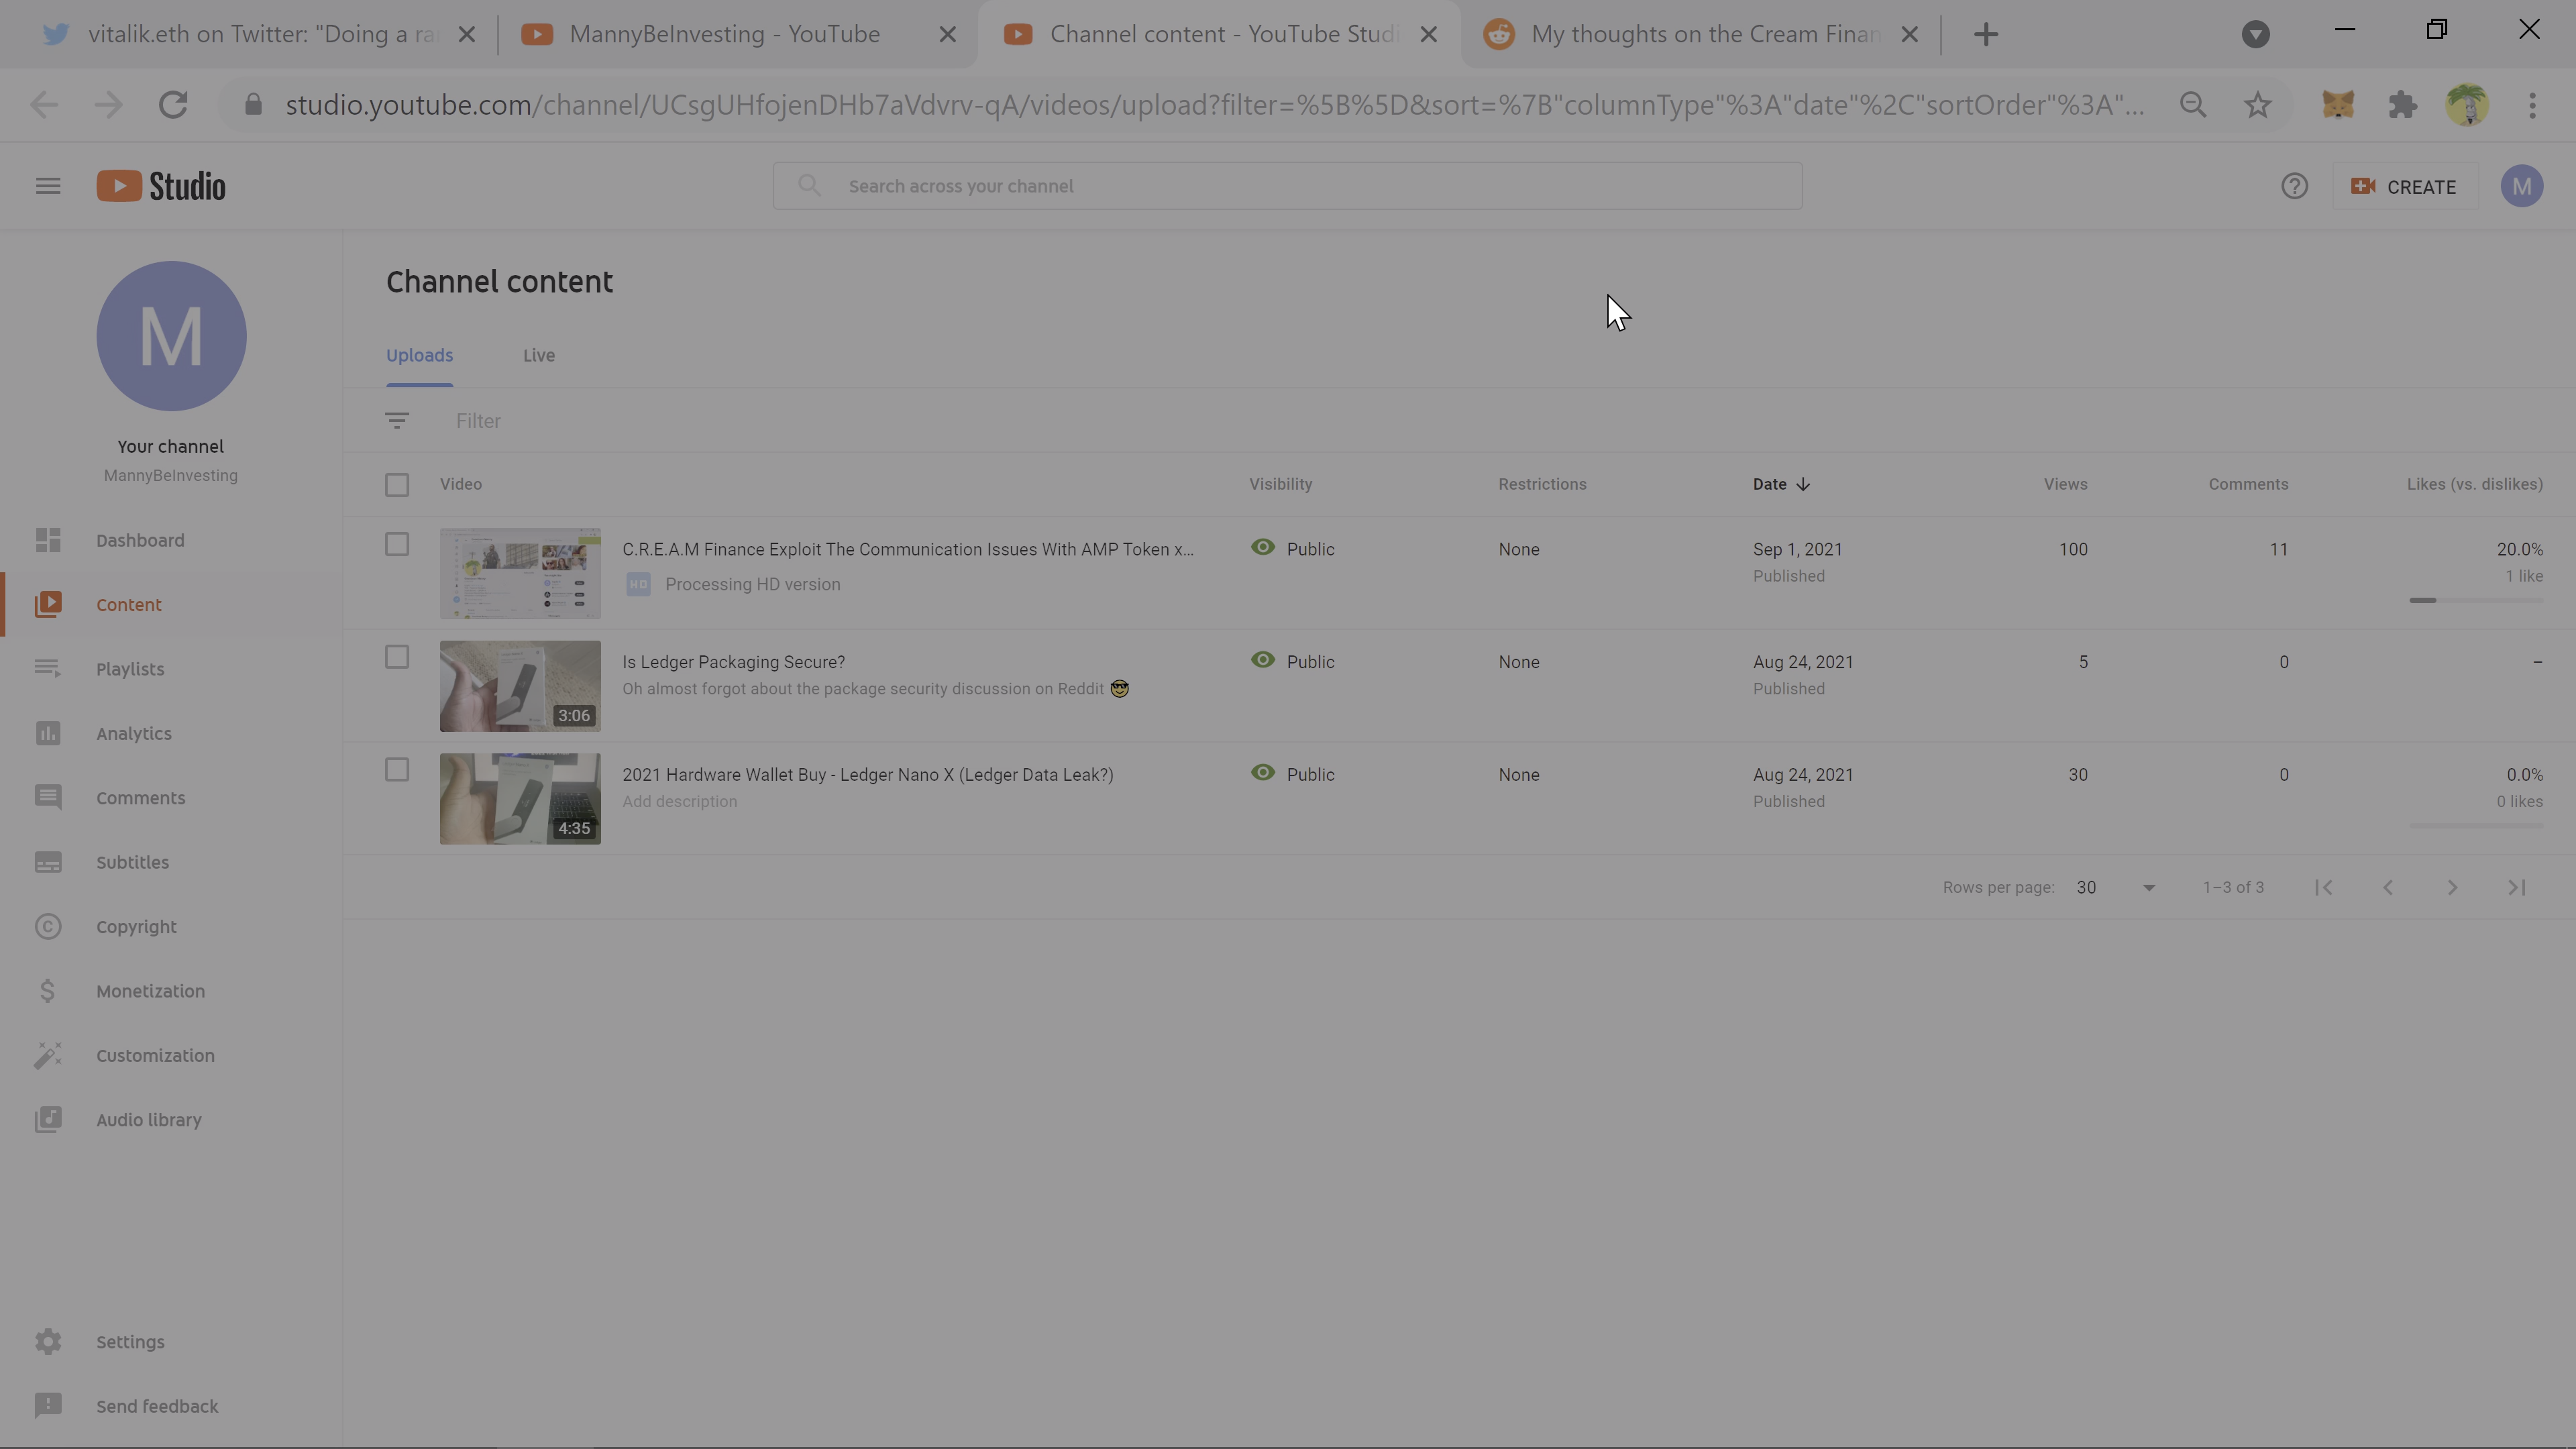 vitalik.eth on Twitter: "Doing a ra
MannyBeInvesting - YouTube
Channel content - YouTube Studi
My thoughts on the Cream Finan
studio.youtube.com/channel/UCsgUHfojenDHb7aVdvrv-qA/videos/upload?filter=%5B%5D&sort=%7B"columnType"%3A"date"%2C"sortOrder"%3A"...
Studio
Search across your channel
CREATE
M
M
Your channel
MannyBeInvesting
Dashboard
Content
Playlists
Analytics
Comments
Subtitles
Copyright
Monetization
Customization
Audio library
Settings
Send feedback
Channel content
Uploads Live
Filter
Video Visibility Restrictions Date Views Comments Likes (vs. dislikes)
C.R.E.A.M Finance Exploit The Communication Issues With AMP Token x... Public None Sep 1, 2021 100 11 20.0%
HD Processing HD version Published 1 like
Is Ledger Packaging Secure? Public None Aug 24, 2021 5 0 –
Oh almost forgot about the package security discussion on Reddit 😎 Published
3:06
2021 Hardware Wallet Buy - Ledger Nano X (Ledger Data Leak?) Public None Aug 24, 2021 30 0 0.0%
Add description Published 0 likes
4:35
Rows per page: 30 1–3 of 3